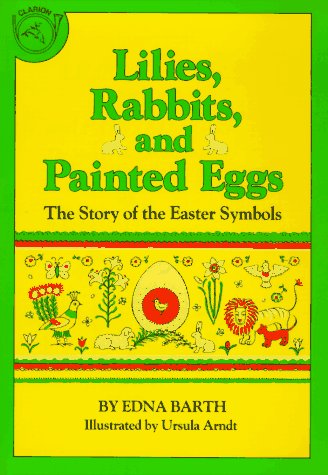 CLARION
Lilies,
Rabbits,
and
Painted Eggs
The Story of the Easter Symbols
BY EDNA BARTH
Illustrated by Ursula Arndt